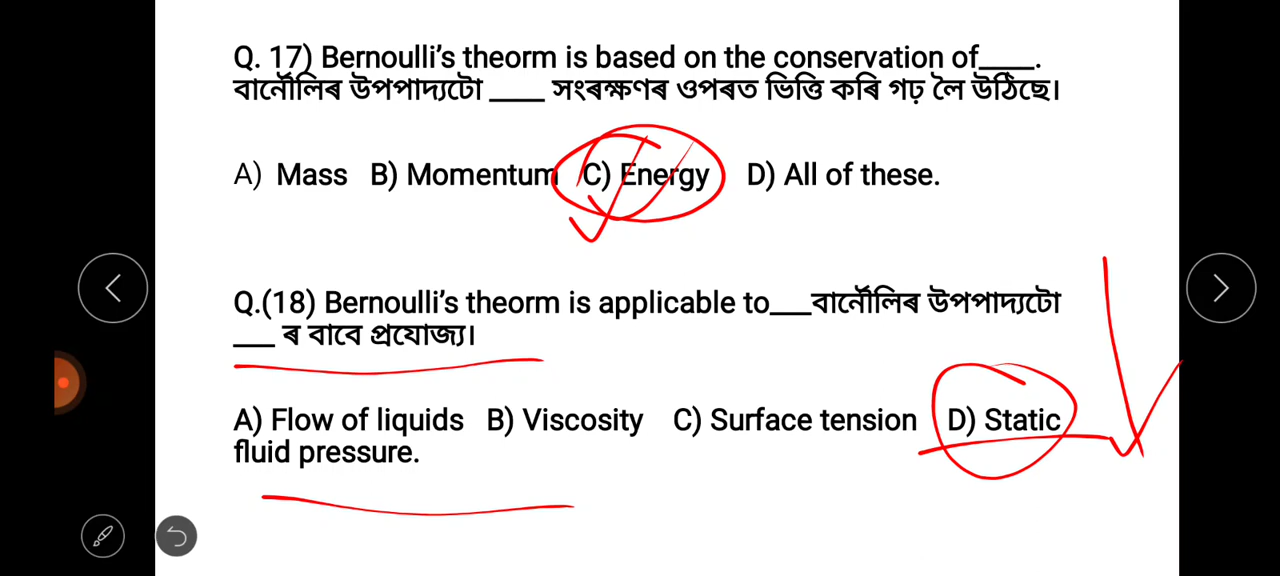 Q. 17) Bernoulli's theorm is based on the conservation of____.
বাৰ্নৌলিৰ উপপাদ্যটো ____ সংৰক্ষণৰ ওপৰত ভিত্তি কৰি গঢ় লৈ উঠিছে।
A) Mass B) Momentum C) Energy D) All of these.
Q.(18) Bernoulli's theorm is applicable to___বাৰ্নৌলিৰ উপপাদ্যটো
___ ৰ বাবে প্ৰযোজ্য।
A) Flow of liquids B) Viscosity C) Surface tension D) Static
fluid pressure.